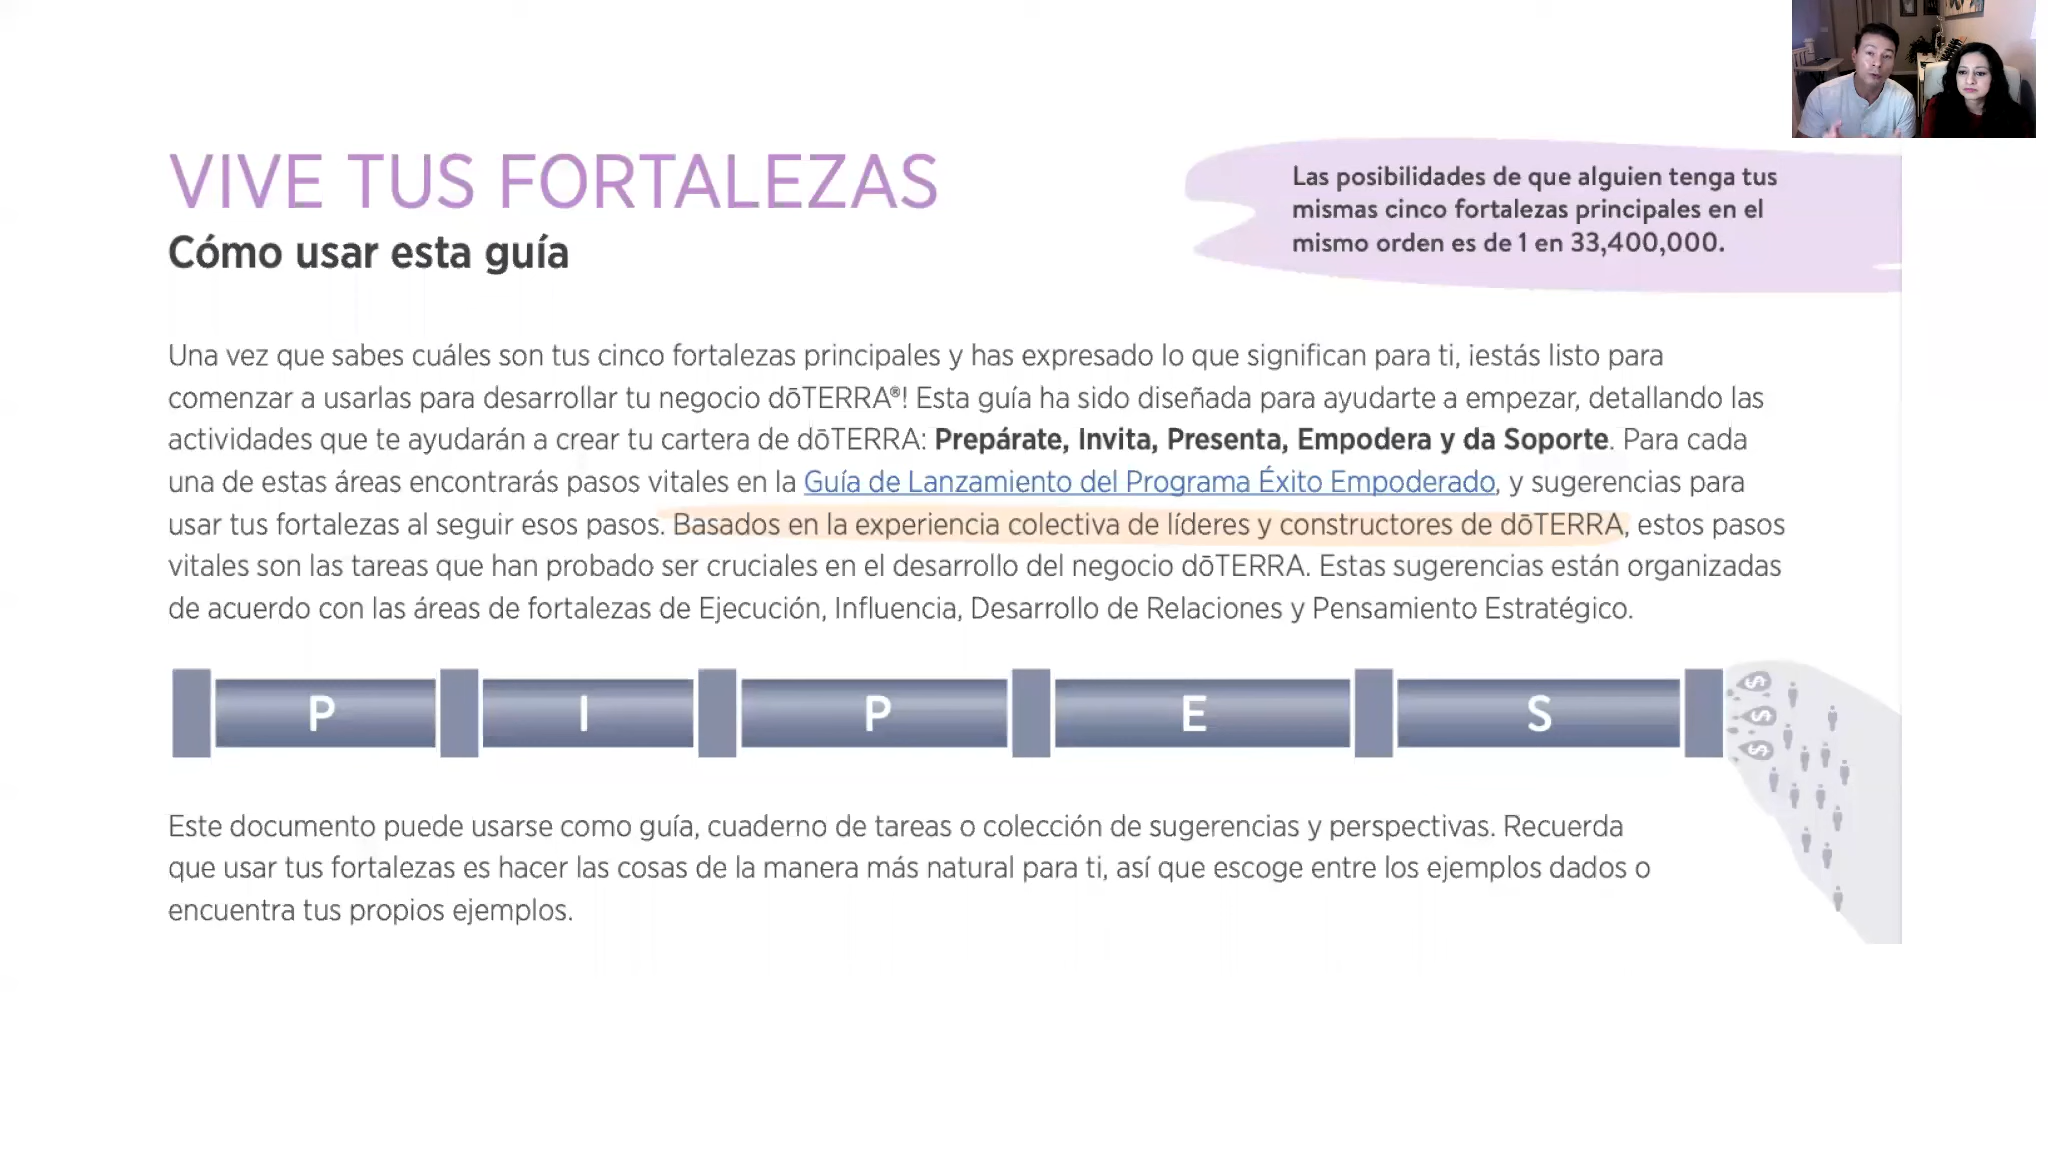 VIVE TUS FORTALEZAS
Cómo usar esta guía
Las posibilidades de que alguien tenga tus
mismas cinco fortalezas principales en el
mismo orden es de 1 en 33,400,000.
Una vez que sabes cuáles son tus cinco fortalezas principales y has expresado lo que significan para ti, ¡estás listo para
comenzar a usarlas para desarrollar tu negocio dōTERRA®! Esta guía ha sido diseñada para ayudarte a empezar, detallando las
actividades que te ayudarán a crear tu cartera de dōTERRA: Prepárate, Invita, Presenta, Empodera y da Soporte. Para cada
una de estas áreas encontrarás pasos vitales en la Guía de Lanzamiento del Programa Éxito Empoderado, y sugerencias para
usar tus fortalezas al seguir esos pasos. Basados en la experiencia colectiva de líderes y constructores de dōTERRA, estos pasos
vitales son las tareas que han probado ser cruciales en el desarrollo del negocio dōTERRA. Estas sugerencias están organizadas
de acuerdo con las áreas de fortalezas de Ejecución, Influencia, Desarrollo de Relaciones y Pensamiento Estratégico.
P I P E S
$
$
$
Este documento puede usarse como guía, cuaderno de tareas o colección de sugerencias y perspectivas. Recuerda
que usar tus fortalezas es hacer las cosas de la manera más natural para ti, así que escoge entre los ejemplos dados o
encuentra tus propios ejemplos.